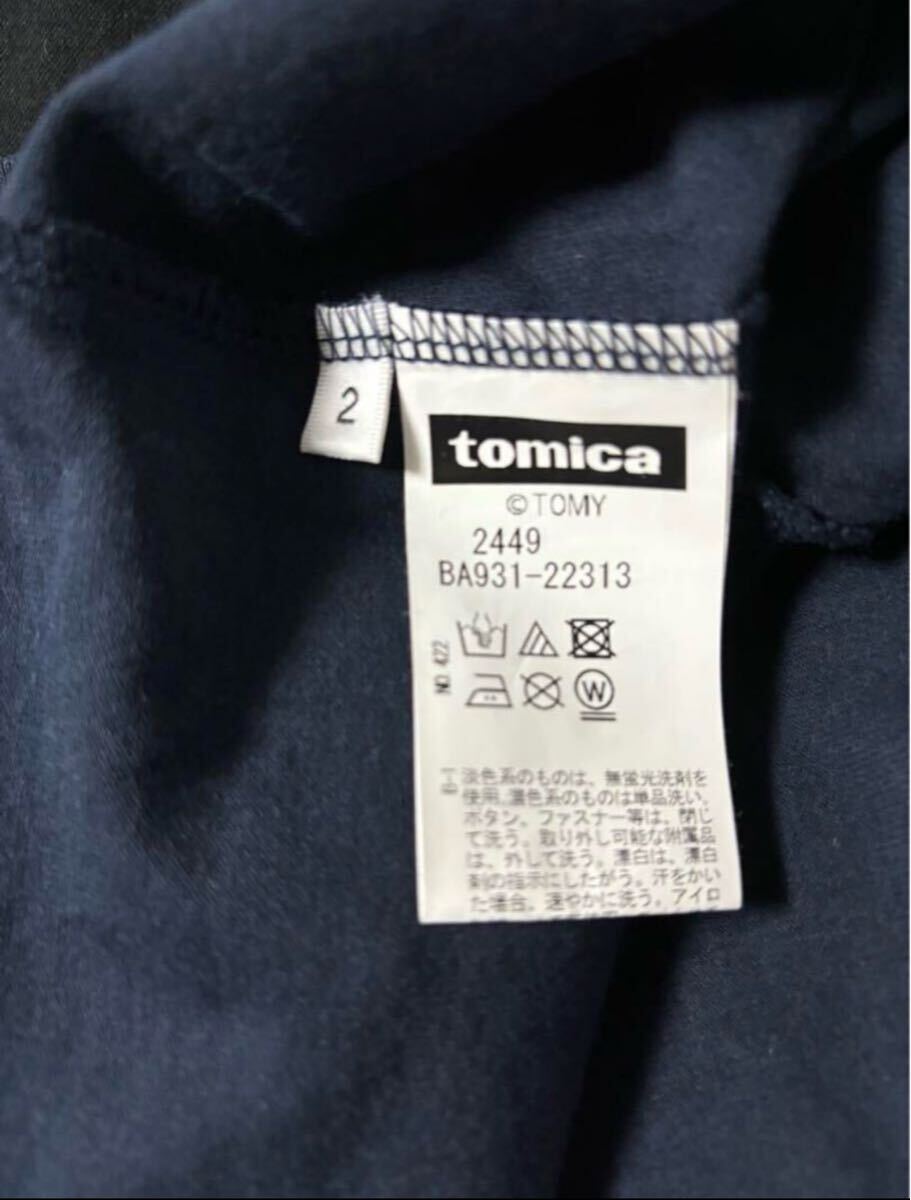 2
tomica
©TOMY
2449
BA931-22313
NO 422
W
淡色系のものは、無蛍光洗剤を
使用、濃色系のものは単品洗い、
ボタン、ファスナー等は、閉じ
て洗う。取り外し可能な附属品
は、外して洗う。漂白は、漂白
剤の指示にしたがう。汗をかい
た場合、速やかに洗う。アイロ